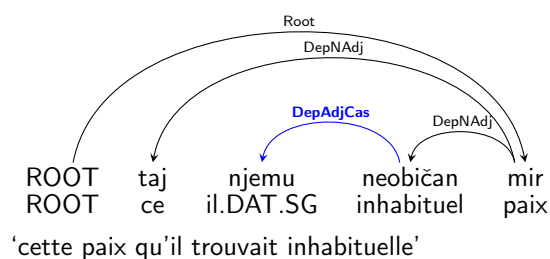 Root
DepNAdj
DepAdjCas
DepNAdj
ROOT taj njemu neobičan mir
ROOT ce il.DAT.SG inhabituel paix
‘cette paix qu’il trouvait inhabituelle’